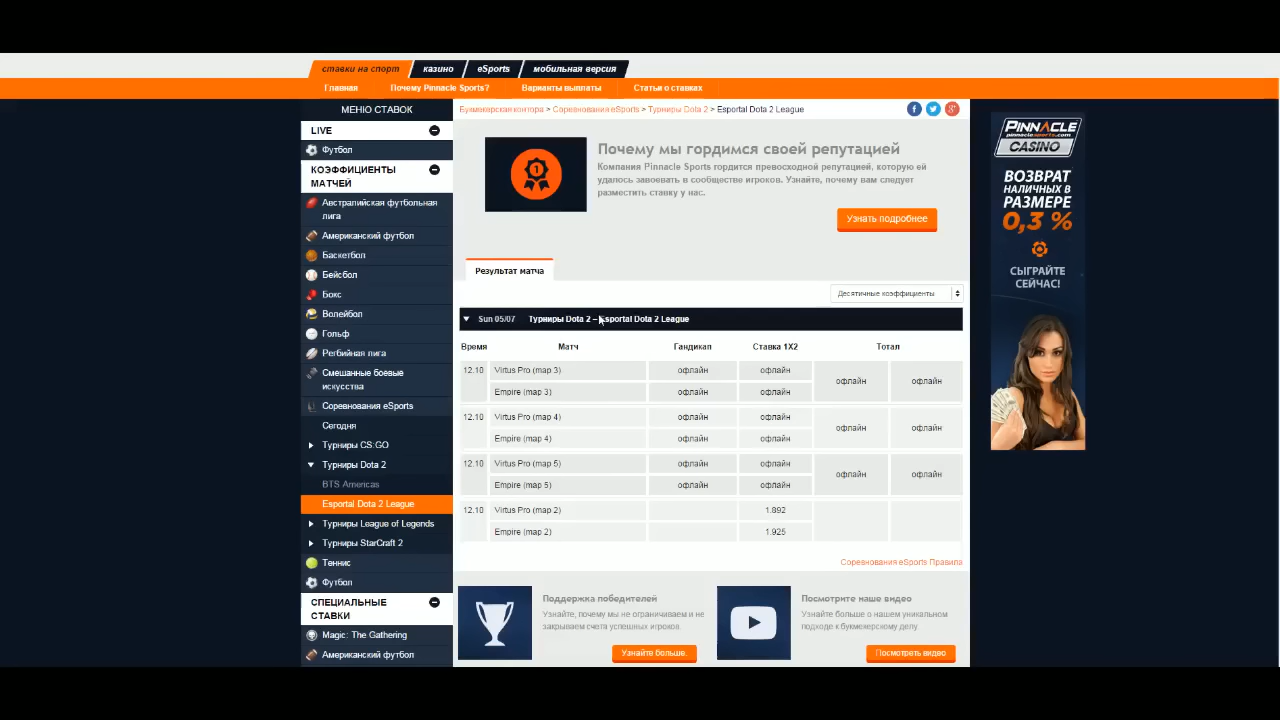 ставки на спорт казино eSports мобильная версия
Главная Почему Pinnacle Sports? Варианты выплаты Статьи о ставках
МЕНЮ СТАВОК
LIVE
Футбол
КОЭФФИЦИЕНТЫ
МАТЧЕЙ
Австралийская футбольная
лига
Американский футбол
Баскетбол
Бейсбол
Бокс
Волейбол
Гольф
Регбийная лига
Смешанные боевые
искусства
Соревнования eSports
Сегодня
Турниры CS:GO
Турниры Dota 2
BTS Americas
Esportal Dota 2 League
Турниры League of Legends
Турниры StarCraft 2
Теннис
Футбол
СПЕЦИАЛЬНЫЕ
СТАВКИ
Magic: The Gathering
Американский футбол
Букмекерская контора > Соревнования eSports > Турниры Dota 2 > Esportal Dota 2 League
1
Почему мы гордимся своей репутацией
Компания Pinnacle Sports гордится превосходной репутацией, которую ей
удалось завоевать в сообществе игроков. Узнайте, почему вам следует
разместить ставку у нас.
Узнать подробнее
Результат матча
Десятичные коэффициенты
Sun 05/07 Турниры Dota 2 – Esportal Dota 2 League
Время Матч Гандикап Ставка 1X2 Тотал
12.10 Virtus Pro (map 3) офлайн офлайн офлайн офлайн
Empire (map 3) офлайн офлайн
12.10 Virtus Pro (map 4) офлайн офлайн офлайн офлайн
Empire (map 4) офлайн офлайн
12.10 Virtus Pro (map 5) офлайн офлайн офлайн офлайн
Empire (map 5) офлайн офлайн
12.10 Virtus Pro (map 2) 1.892
Empire (map 2) 1.925
Соревнования eSports Правила
Поддержка победителей
Узнайте, почему мы не ограничиваем и не
закрываем счета успешных игроков.
Узнайте больше.
Посмотрите наше видео
Узнайте больше о нашем уникальном
подходе к букмекерскому делу.
Посмотреть видео
PINNACLE
pinnaclesports.com
CASINO
ВОЗВРАТ
НАЛИЧНЫХ В
РАЗМЕРЕ
0,3 %
СЫГРАЙТЕ
СЕЙЧАС!